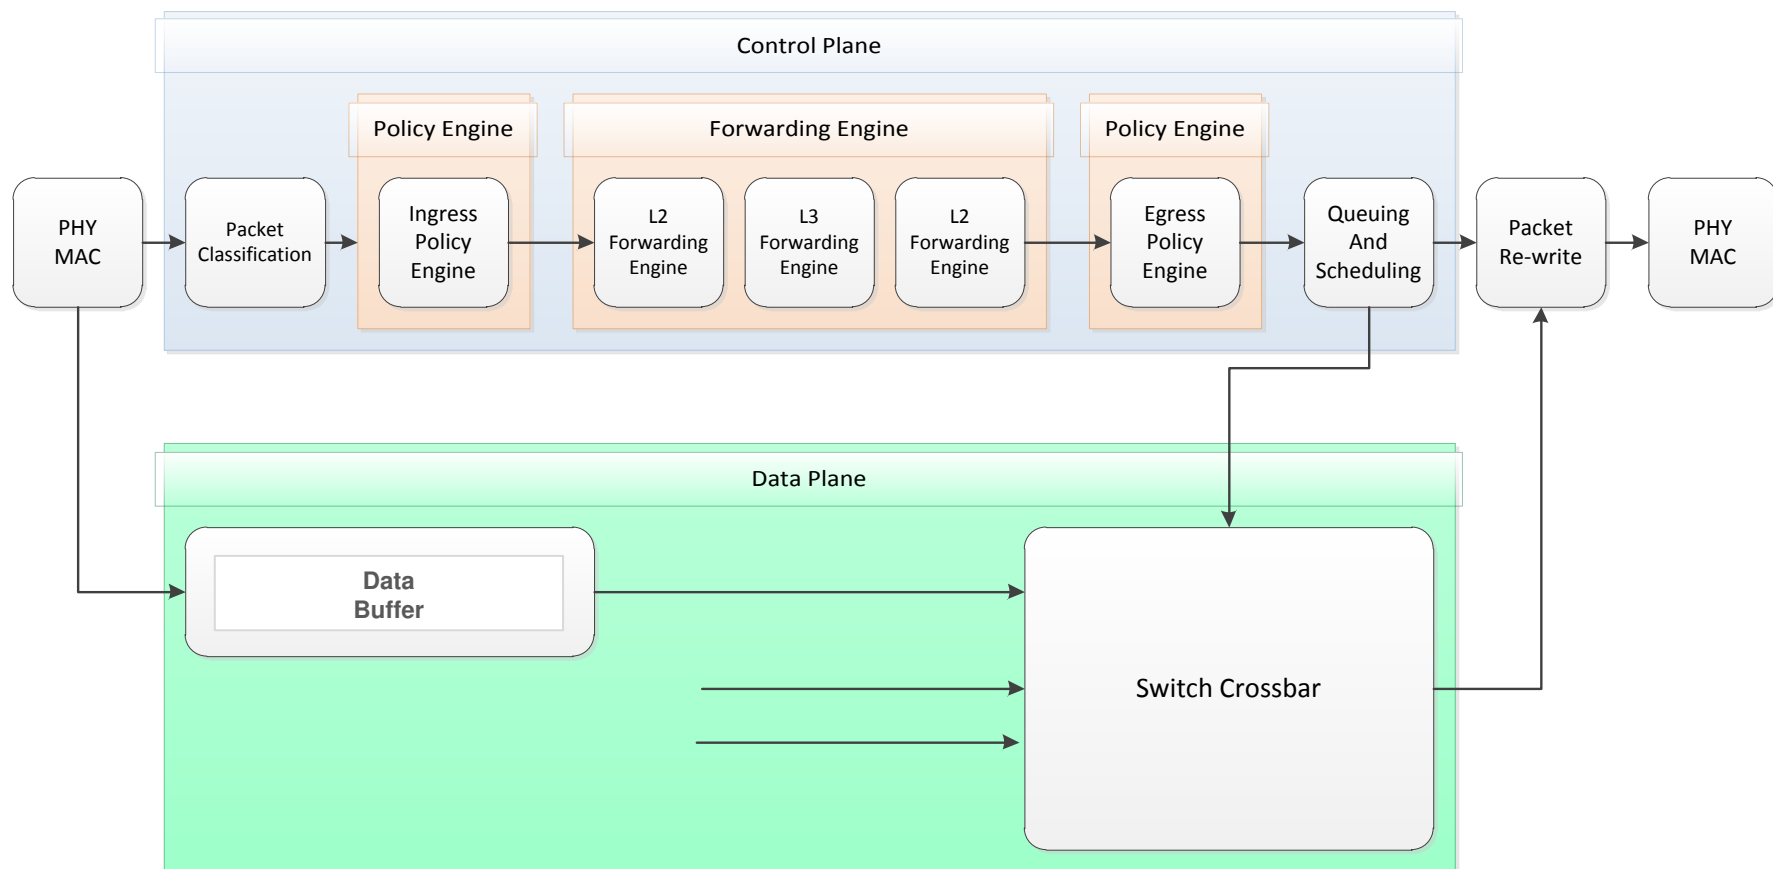 Control Plane
Policy Engine
Forwarding Engine
Policy Engine
PHY
MAC
Packet
Classification
Ingress
Policy
Engine
L2
Forwarding
Engine
L3
Forwarding
Engine
L2
Forwarding
Engine
Egress
Policy
Engine
Queuing
And
Scheduling
Packet
Re-write
PHY
MAC
Data Plane
Data
Buffer
Switch Crossbar